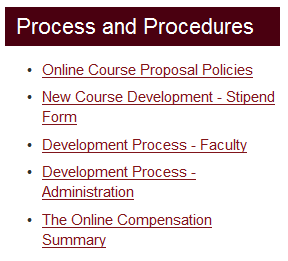 Process and Procedures
• Online Course Proposal Policies
• New Course Development - Stipend
Form
• Development Process - Faculty
• Development Process -
Administration
• The Online Compensation
Summary